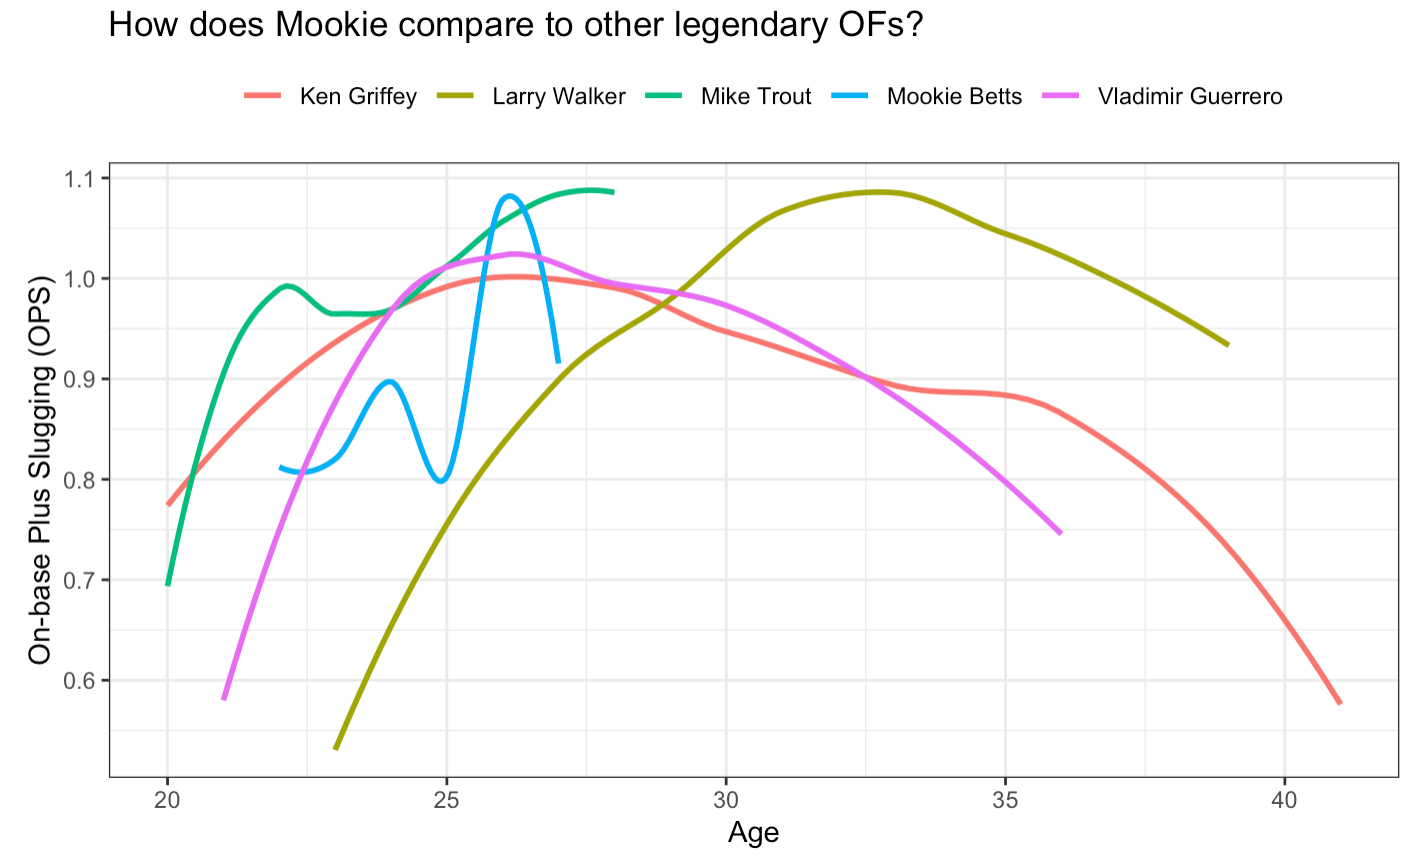 How does Mookie compare to other legendary OFs?
Ken Griffey Larry Walker Mike Trout Mookie Betts Vladimir Guerrero
On-base Plus Slugging (OPS)
1.1
1.0
0.9
0.8
0.7
0.6
20 25 30 35 40
Age